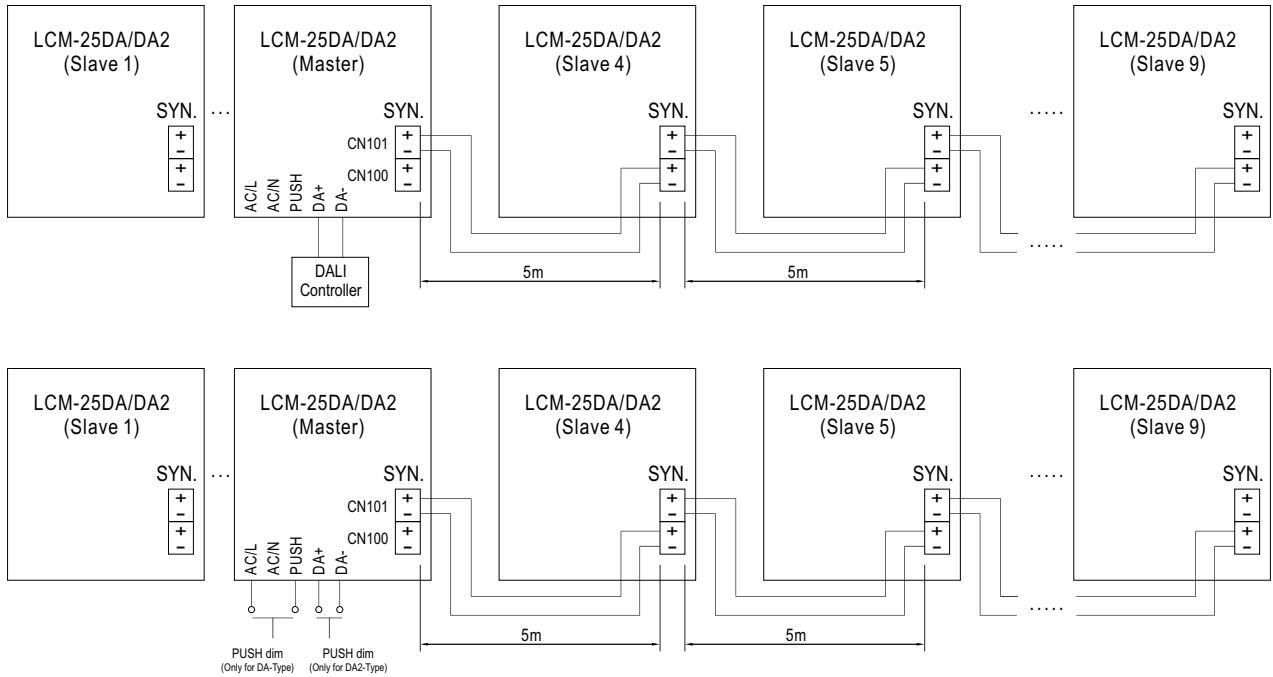 LCM-25DA/DA2 LCM-25DA/DA2 LCM-25DA/DA2 LCM-25DA/DA2 LCM-25DA/DA2
(Slave 1) (Master) (Slave 4) (Slave 5) (Slave 9)
SYN. ... SYN. SYN. SYN. ..... SYN.
+ CN101 + + + +
- - - - -
+ CN100 + + + +
- - - - -
AC/L AC/N PUSH DA+ DA-
.....
DALI
Controller
5m 5m
LCM-25DA/DA2 LCM-25DA/DA2 LCM-25DA/DA2 LCM-25DA/DA2 LCM-25DA/DA2
(Slave 1) (Master) (Slave 4) (Slave 5) (Slave 9)
SYN. ... SYN. SYN. SYN. ..... SYN.
+ CN101 + + + +
- - - - -
+ CN100 + + + +
- - - - -
AC/L AC/N PUSH DA+ DA-
.....
5m 5m
PUSH dim PUSH dim
(Only for DA-Type) (Only for DA2-Type)